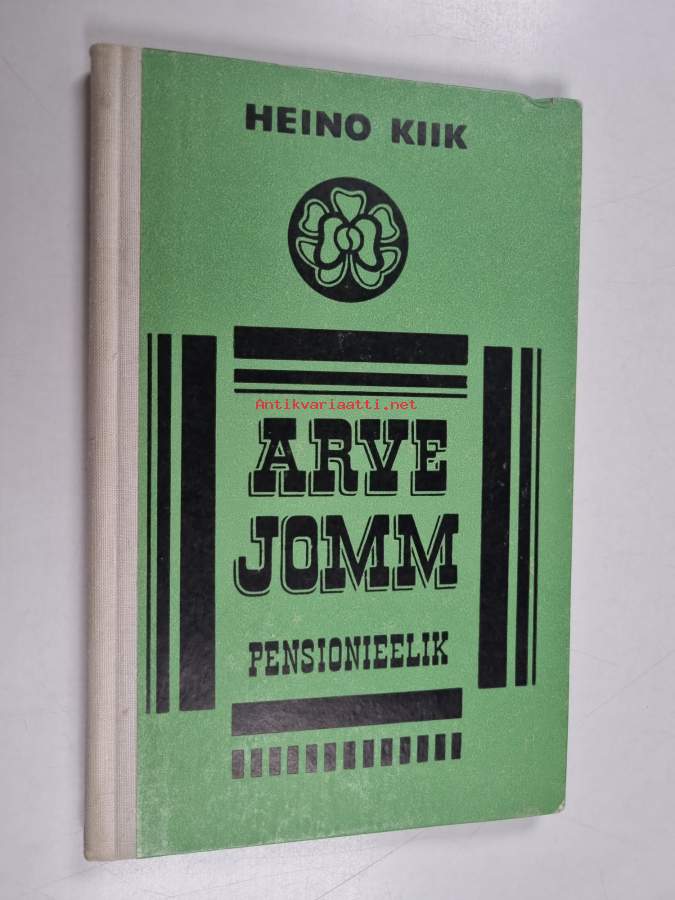 HEINO KIIK
Antikvariaatti.net
ARVE
JOMM
PENSIONIEELIK